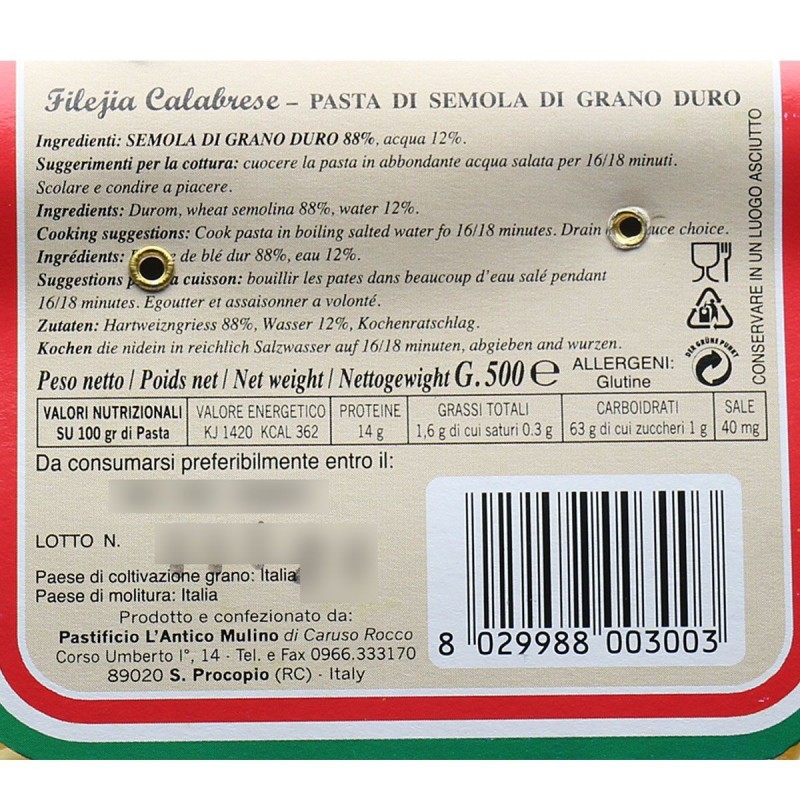 Filejia Calabrese – PASTA DI SEMOLA DI GRANO DURO
Ingredienti: SEMOLA DI GRANO DURO 88%, acqua 12%.
Suggerimenti per la cottura: cuocere la pasta in abbondante acqua salata per 16/18 minuti.
Scolare e condire a piacere.
Ingredients: Durom, wheat semolina 88%, water 12%.
Cooking suggestions: Cook pasta in boiling salted water fo 16/18 minutes. Drain choice.
Ingrédients: de blé dur 88%, eau 12%.
Suggestions cuisson: bouillir les pates dans beaucoup d'eau salé pendant
16/18 minutes. Egoutter et assaisonner a volonté.
Zutaten: Hartweizngriess 88%, Wasser 12%, Kochenratschlag.
Kochen die nidein in reichlich Salzwasser auf 16/18 minuten, abgieben and wurzen.
Peso netto / Poids net / Net weight / Nettogewight G. 500 e
ALLERGENI:
Glutine
DER GRÜNE PUNKT
CONSERVARE IN UN LUOGO ASCIUTTO
VALORI NUTRIZIONALI VALORE ENERGETICO PROTEINE GRASSI TOTALI CARBOIDRATI SALE
SU 100 gr di Pasta KJ 1420 KCAL 362 14 g 1,6 g di cui saturi 0.3 g 63 g di cui zuccheri 1 g 40 mg
Da consumarsi preferibilmente entro il:
LOTTO N.
Paese di coltivazione grano: Italia
Paese di molitura: Italia
Prodotto e confezionato da:
Pastificio L'Antico Mulino di Caruso Rocco
Corso Umberto I°, 14 - Tel. e Fax 0966.333170
89020 S. Procopio (RC) - Italy
8 029988 003003